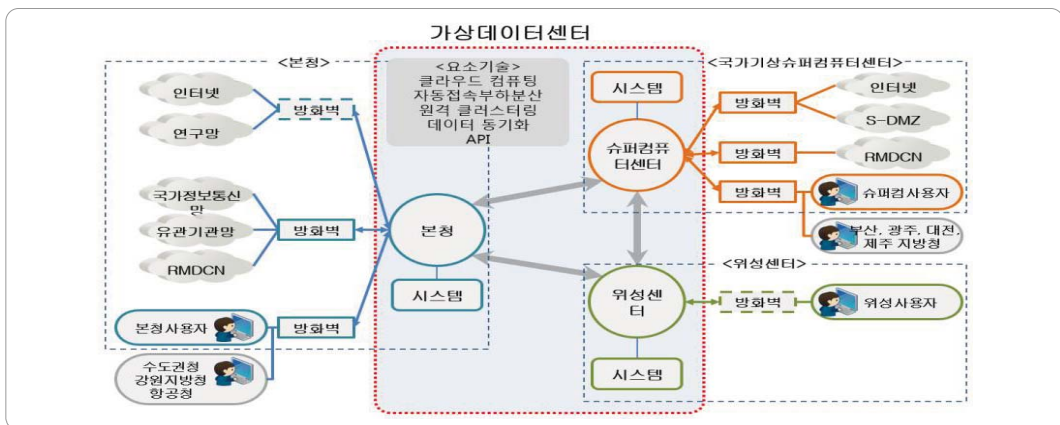 가상데이터센터
<본청>
<요소기술>
클라우드 컴퓨팅
자동접속부하분산
원격 클러스터링
데이터 동기화
API
인터넷
연구망
방화벽
국가정보통신
망
유관기관망
RMDCN
방화벽
본청사용자
방화벽
수도권청
강원지방청
항공청
본청
시스템
<국가기상슈퍼컴퓨터센터>
시스템
슈퍼컴퓨
터센터
방화벽
인터넷
S-DMZ
방화벽
RMDCN
방화벽
슈퍼컴사용자
부산, 광주, 대전,
제주 지방청
<위성센터>
위성센
터
시스템
방화벽
위성사용자